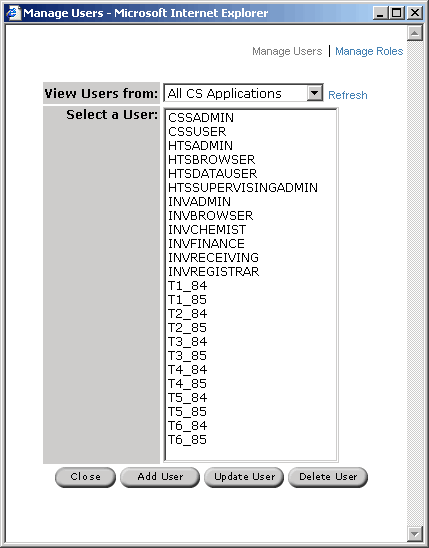 Manage Users - Microsoft Internet Explorer
Manage Users | Manage Roles
View Users from: All CS Applications Refresh
Select a User:
CSSADMIN
CSSUSER
HTSADMIN
HTSBROWSER
HTSDATAUSER
HTSSUPERVISINGADMIN
INVADMIN
INVBROWSER
INVCHEMIST
INVFINANCE
INVRECEIVING
INVREGISTRAR
T1_84
T1_85
T2_84
T2_85
T3_84
T3_85
T4_84
T4_85
T5_84
T5_85
T6_84
T6_85
Close Add User Update User Delete User